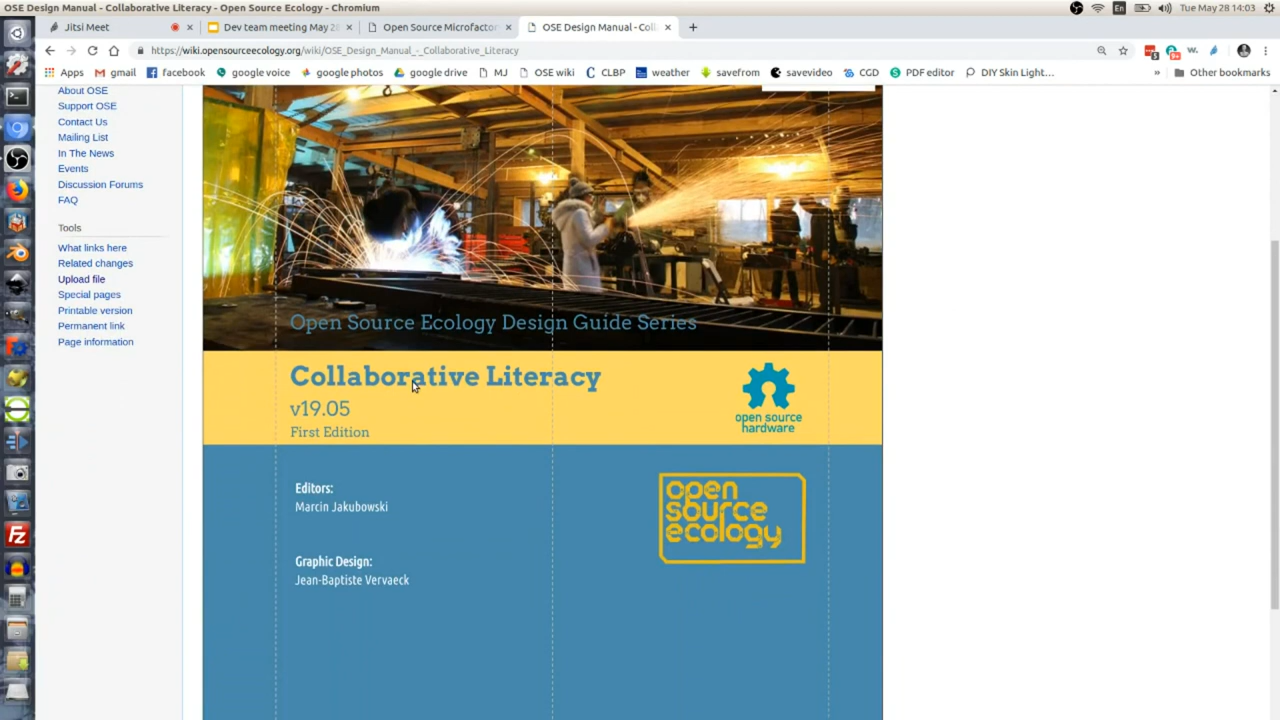 OSE Design Manual - Collaborative Literacy - Open Source Ecology - Chromium
En
Tue May 28 14:03
Jitsi Meet
Dev team meeting May 28
Open Source Microfactor
OSE Design Manual - Coll
https://wiki.opensourceecology.org/wiki/OSE_Design_Manual_-_Collaborative_Literacy
Apps
gmail
facebook
google voice
google photos
google drive
MJ
OSE wiki
CLBP
weather
savefrom
savevideo
CGD
PDF editor
DIY Skin Light…
»
Other bookmarks
About OSE
Support OSE
Contact Us
Mailing List
In The News
Events
Discussion Forums
FAQ
Tools
What links here
Related changes
Upload file
Special pages
Printable version
Permanent link
Page information
Open Source Ecology Design Guide Series
Collaborative Literacy
v19.05
First Edition
open source
hardware
Editors:
Marcin Jakubowski
Graphic Design:
Jean-Baptiste Vervaeck
open
source
ecology